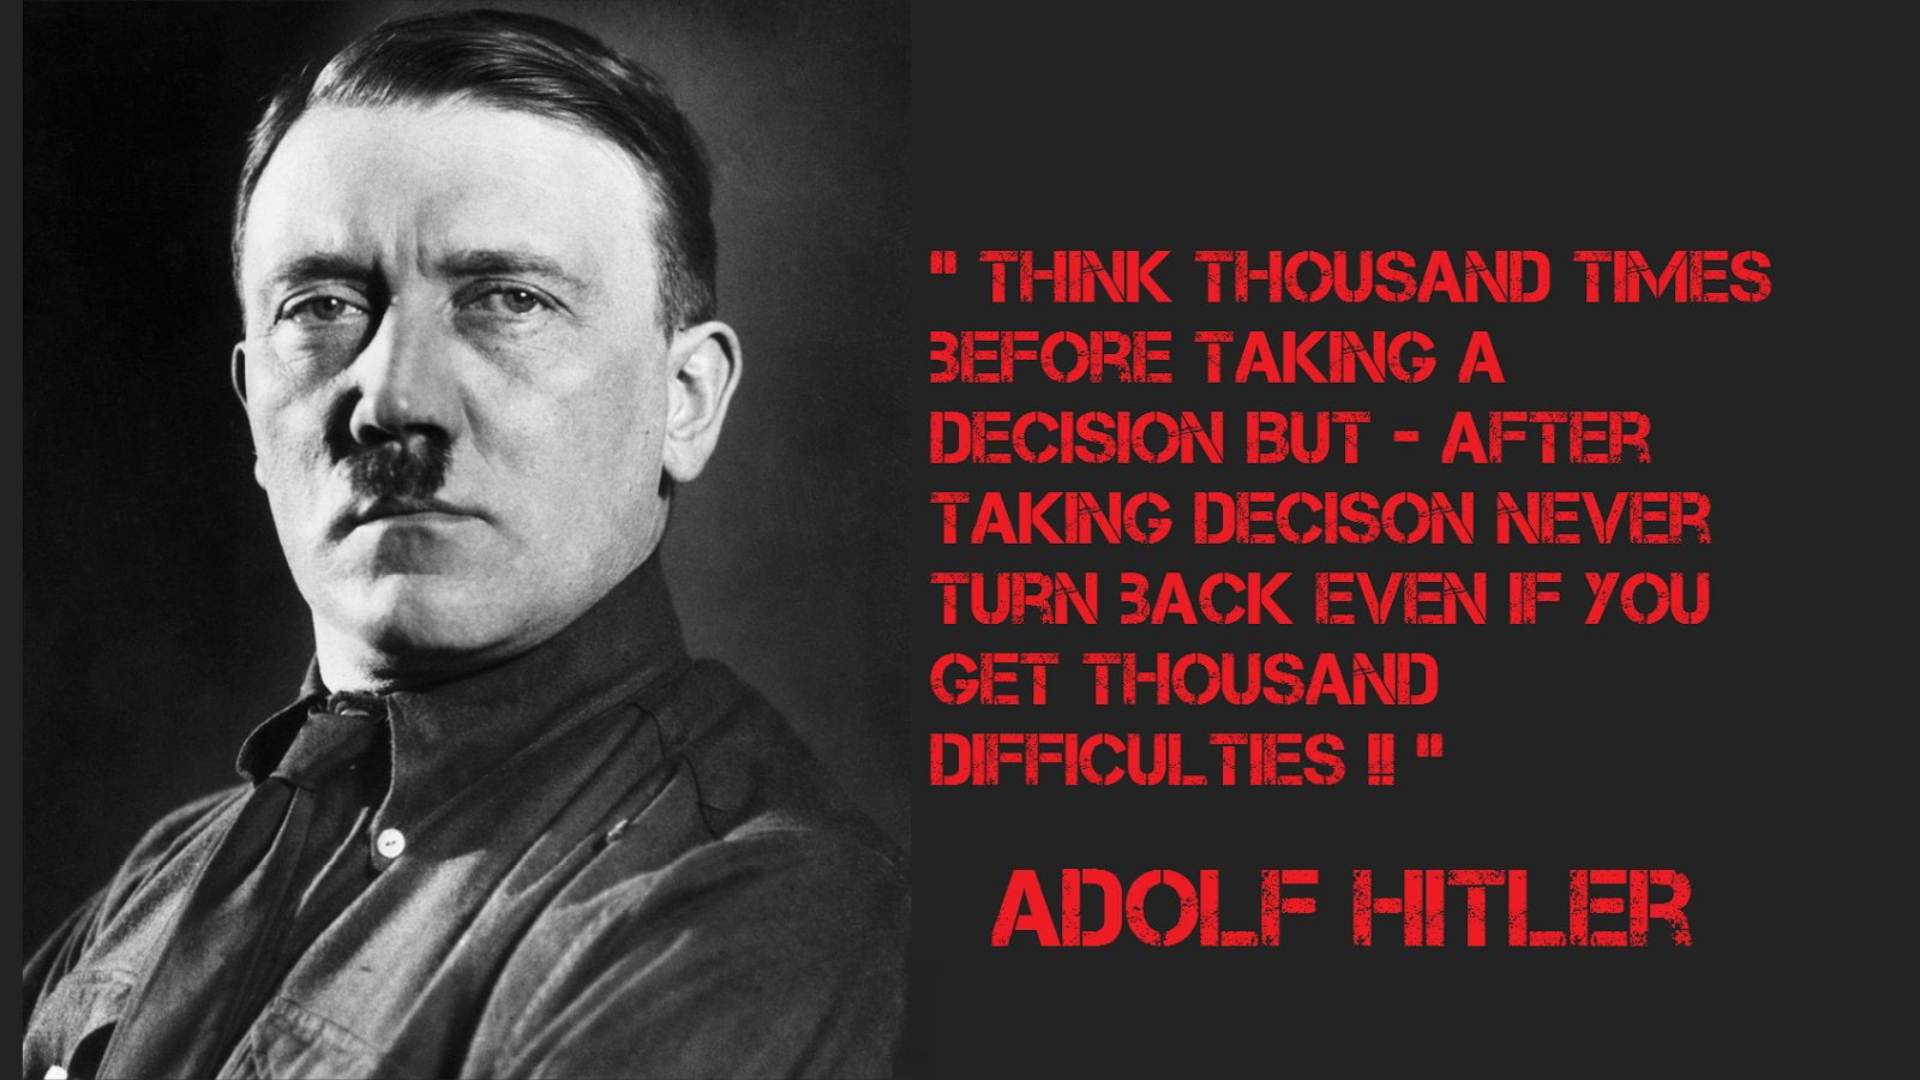 " THINK THOUSAND TIMES
BEFORE TAKING A
DECISION BUT - AFTER
TAKING DECISON NEVER
TURN BACK EVEN IF YOU
GET THOUSAND
DIFFICULTIES !! "
ADOLF HITLER